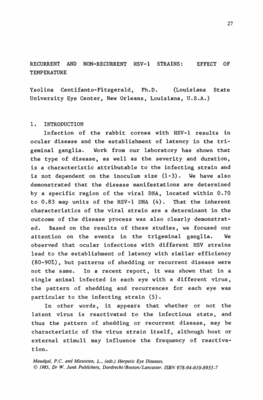 27
RECURRENT AND NON-RECURRENT HSV-1 STRAINS: EFFECT OF
TEMPERATURE
Ysolina Centifanto-Fitzgerald, Ph.D. (Louisiana State
University Eye Center, New Orleans, Louisiana, U.S.A.)
1. INTRODUCTION
Infection of the rabbit cornea with HSV-1 results in
ocular disease and the establishment of latency in the tri-
geminal ganglia. Work from our laboratory has shown that
the type of disease, as well as the severity and duration,
is a characteristic attributable to the infecting strain and
is not dependent on the inoculum size (1-3). We have also
demonstrated that the disease manifestations are determined
by a specific region of the viral DNA, located within 0.70
to 0.83 map units of the HSV-1 DNA (4). That the inherent
characteristics of the viral strain are a determinant in the
outcome of the disease process was also clearly demonstrat-
ed. Based on the results of these studies, we focused our
attention on the events in the trigeminal ganglia. We
observed that ocular infections with different HSV strains
lead to the establishment of latency with similar efficiency
(80-90%), but patterns of shedding or recurrent disease were
not the same. In a recent report, it was shown that in a
single animal infected in each eye with a different virus,
the pattern of shedding and recurrences for each eye was
particular to the infecting strain (5).
In other words, it appears that whether or not the
latent virus is reactivated to the infectious state, and
thus the pattern of shedding or recurrent disease, may be
characteristic of the virus strain itself, although host or
external stimuli may influence the frequency of reactiva-
tion.
Maudgal, P.C. and Missotten, L., (eds.) Herpetic Eye Diseases.
© 1985, Dr W. Junk Publishers, Dordrecht/Boston/Lancaster. ISBN 978-94-010-8935-7